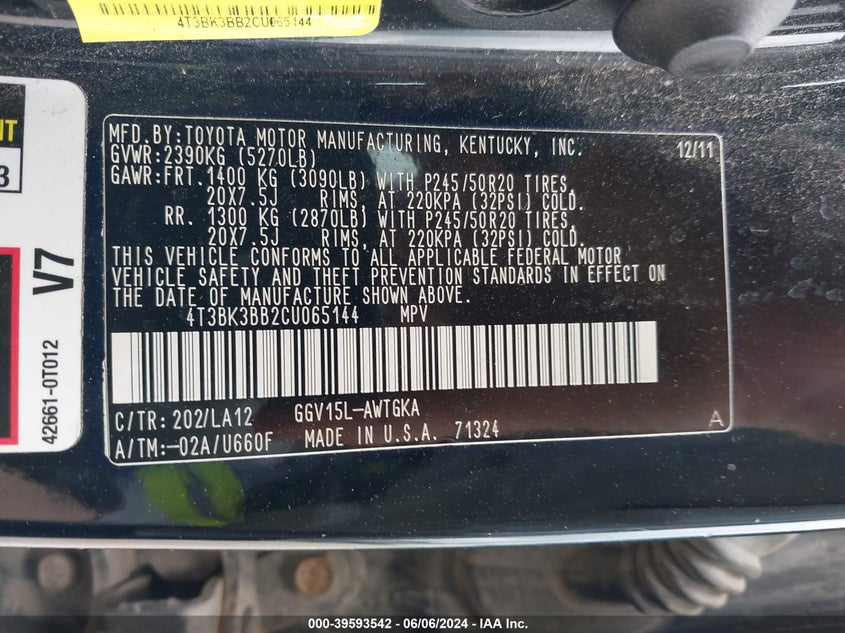 4T3BK3BB2CU065144
NT
3
V7
42661-0T012
MFD.BY:TOYOTA MOTOR MANUFACTURING, KENTUCKY, INC. 12/11
GVWR:2390KG (5270LB)
GAWR:FRT.1400 KG (3090LB) WITH P245/50R20 TIRES,
20X7.5J RIMS, AT 220KPA (32PSI) COLD.
RR. 1300 KG (2870LB) WITH P245/50R20 TIRES,
20X7.5J RIMS, AT 220KPA (32PSI) COLD.
THIS VEHICLE CONFORMS TO ALL APPLICABLE FEDERAL MOTOR
VEHICLE SAFETY AND THEFT PREVENTION STANDARDS IN EFFECT ON
THE DATE OF MANUFACTURE SHOWN ABOVE.
4T3BK3BB2CU065144 MPV
C/TR:202/LA12 GGV15L-AWTGKA A
A/TM:-02A/U660F MADE IN U.S.A. 71324
000-39593542 - 06/06/2024 - IAA Inc.